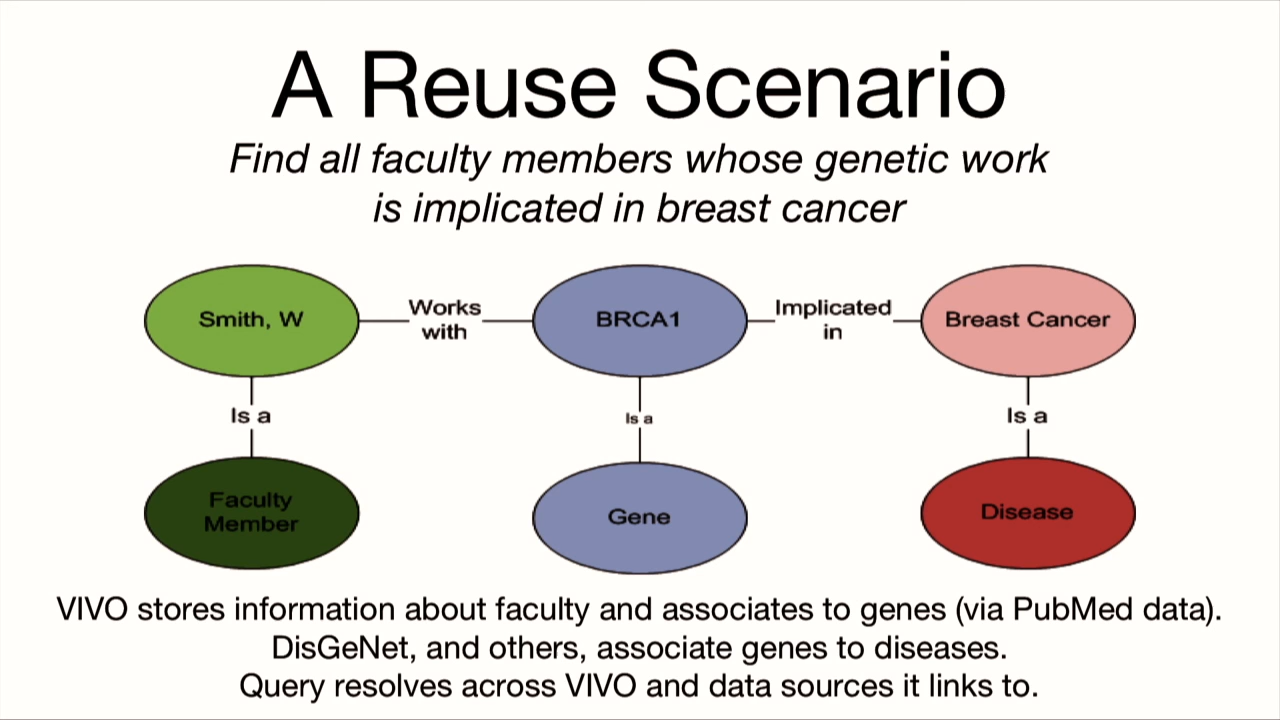 A Reuse Scenario
Find all faculty members whose genetic work
is implicated in breast cancer
Smith, W
Works
with
BRCA1
Implicated
in
Breast Cancer
Is a
Is a
Is a
Faculty
Member
Gene
Disease
VIVO stores information about faculty and associates to genes (via PubMed data).
DisGeNet, and others, associate genes to diseases.
Query resolves across VIVO and data sources it links to.